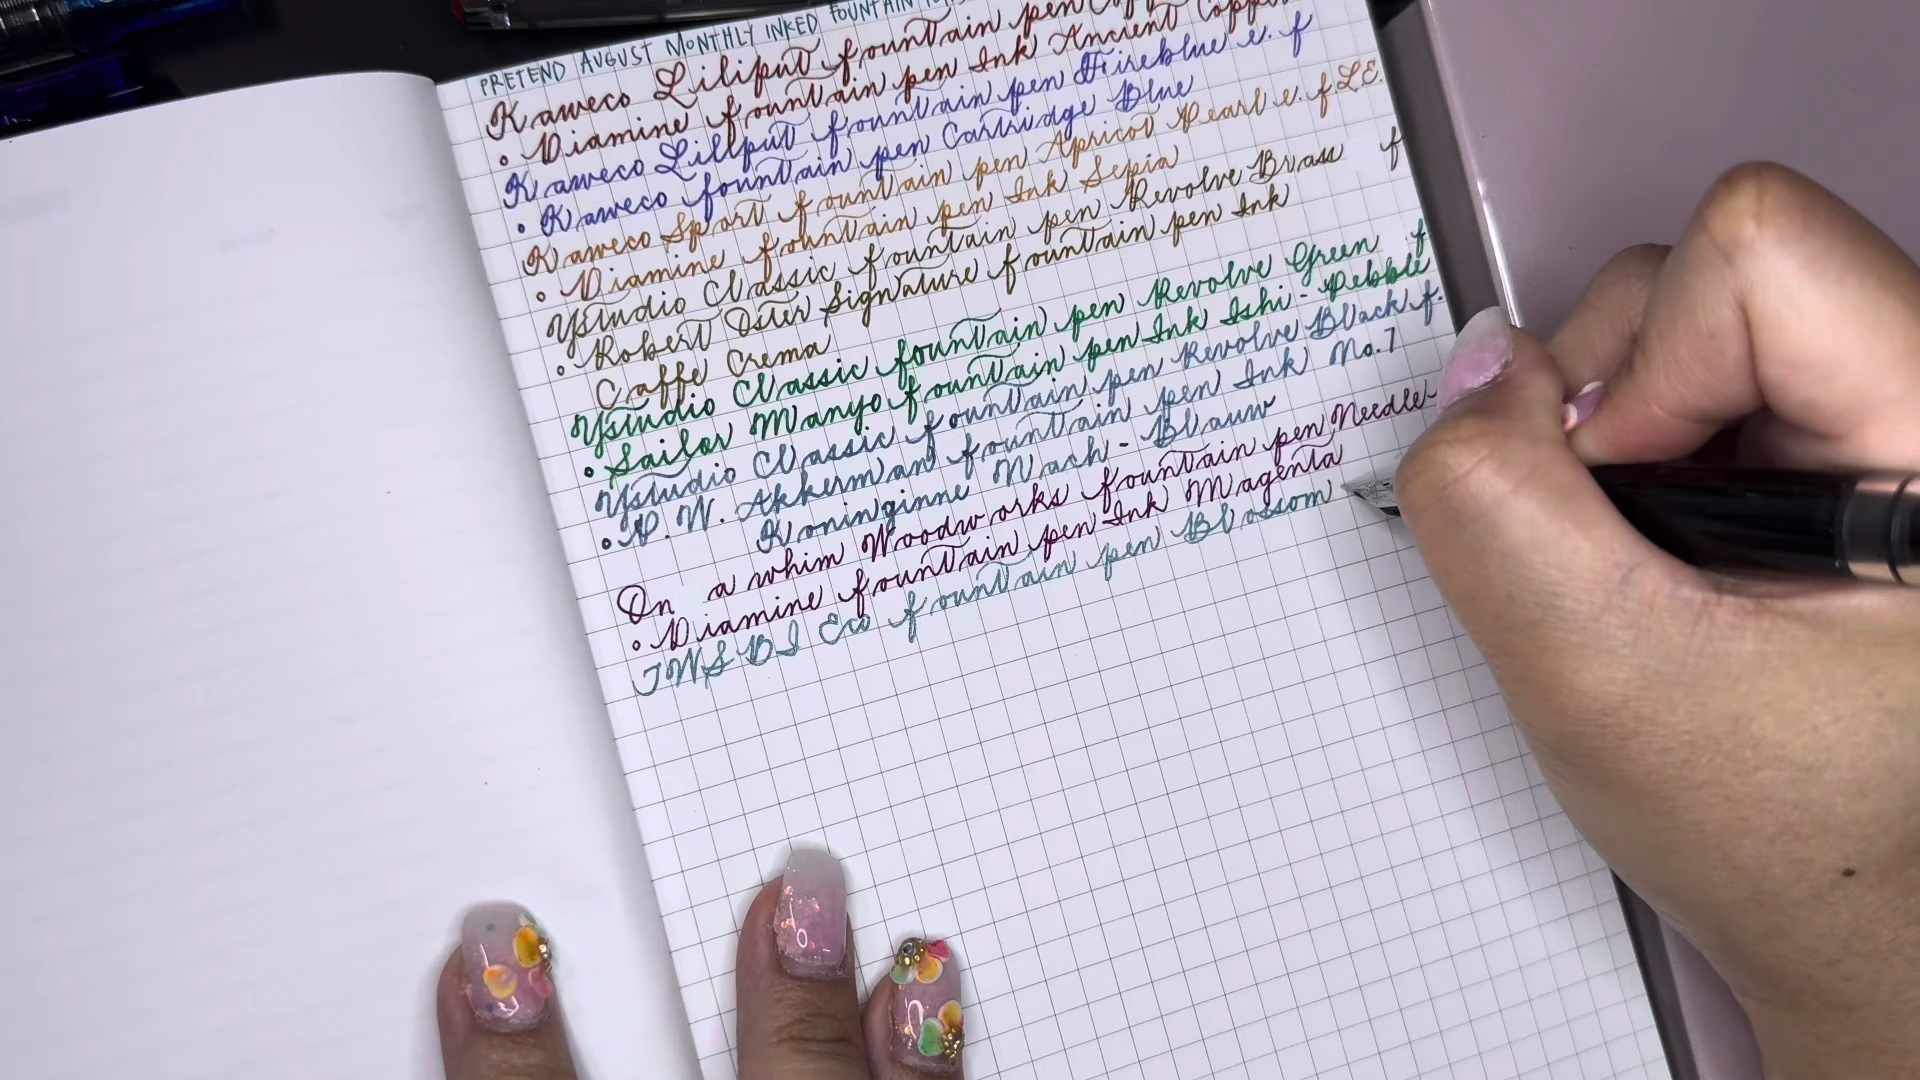 PRETEND AUGUST MONTHLY INKED FOUNTAIN
Kaweco Liliput fountain pen
• Diamine fountain pen Ink Ancient Copper
Kaweco Liliput fountain pen Fireblue e. f
• Kaweco fountain pen Cartridge Blue
Kaweco Sport fountain pen Apricot Pearl e. f L.E.
• Diamine fountain pen Ink Sepia
Ystudio Classic fountain pen Revolve Brass f
• Robert Oster Signature fountain pen Ink
Caffe Crema
Ystudio Classic fountain pen Revolve Green f
• Sailor Manyo fountain pen Ink Ishi - Pebble
Ystudio Classic fountain pen Revolve Black f.
• P. W. Akkerman fountain pen Ink No. 7
Koninginne Nach - Blauw
On a whim Woodworks fountain pen Needle-
• Diamine fountain pen Ink Magenta
TWSBI Eco fountain pen Blossom